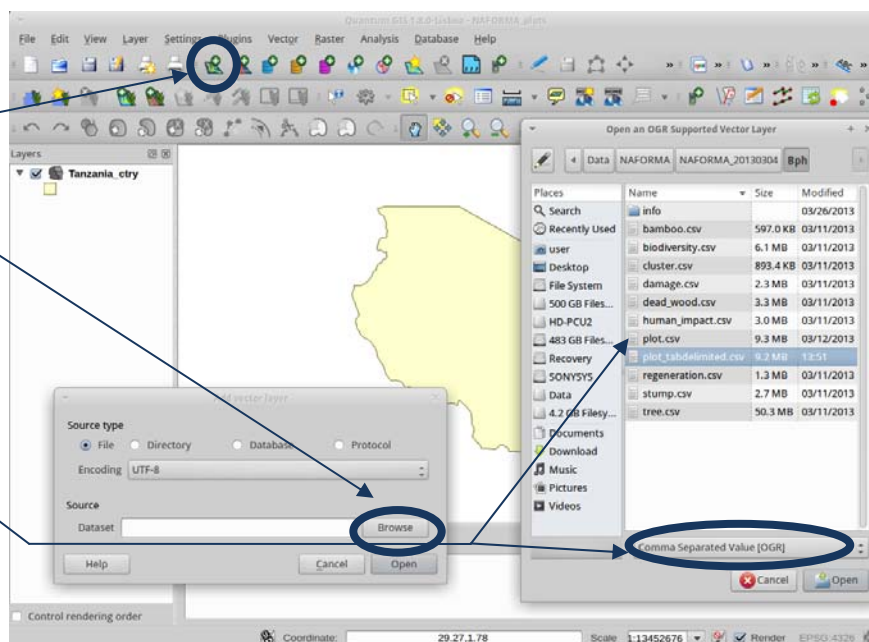 Quantum GIS 1.8.0-Lisboa - NAFORMA_plots
File Edit View Layer Settings Plugins Vector Raster Analysis Database Help
Layers
Tanzania_ctry
Control rendering order
Open an OGR Supported Vector Layer
Data NAFORMA NAFORMA_20130304 Bph
Places Name Size Modified
Search info 03/26/2013
Recently Used bamboo.csv 597.0 KB 03/11/2013
user biodiversity.csv 6.1 MB 03/11/2013
Desktop cluster.csv 893.4 KB 03/11/2013
File System damage.csv 2.3 MB 03/11/2013
500 GB Files... dead_wood.csv 3.3 MB 03/11/2013
HD-PCU2 human_impact.csv 3.0 MB 03/11/2013
483 GB Files... plot.csv 9.3 MB 03/12/2013
Recovery plot_tabdelimited.csv 9.2 MB 13:51
SONYSYS regeneration.csv 1.3 MB 03/11/2013
Data stump.csv 2.7 MB 03/11/2013
4.2 GB Filesy... tree.csv 50.3 MB 03/11/2013
Documents
Download
Music
Pictures
Videos
Comma Separated Value [OGR]
Cancel Open
Add vector layer
Source type
File Directory Database Protocol
Encoding UTF-8
Source
Dataset Browse
Help Cancel Open
Coordinate: 29.27,1.78 Scale 1:13452676 Render EPSG:4326